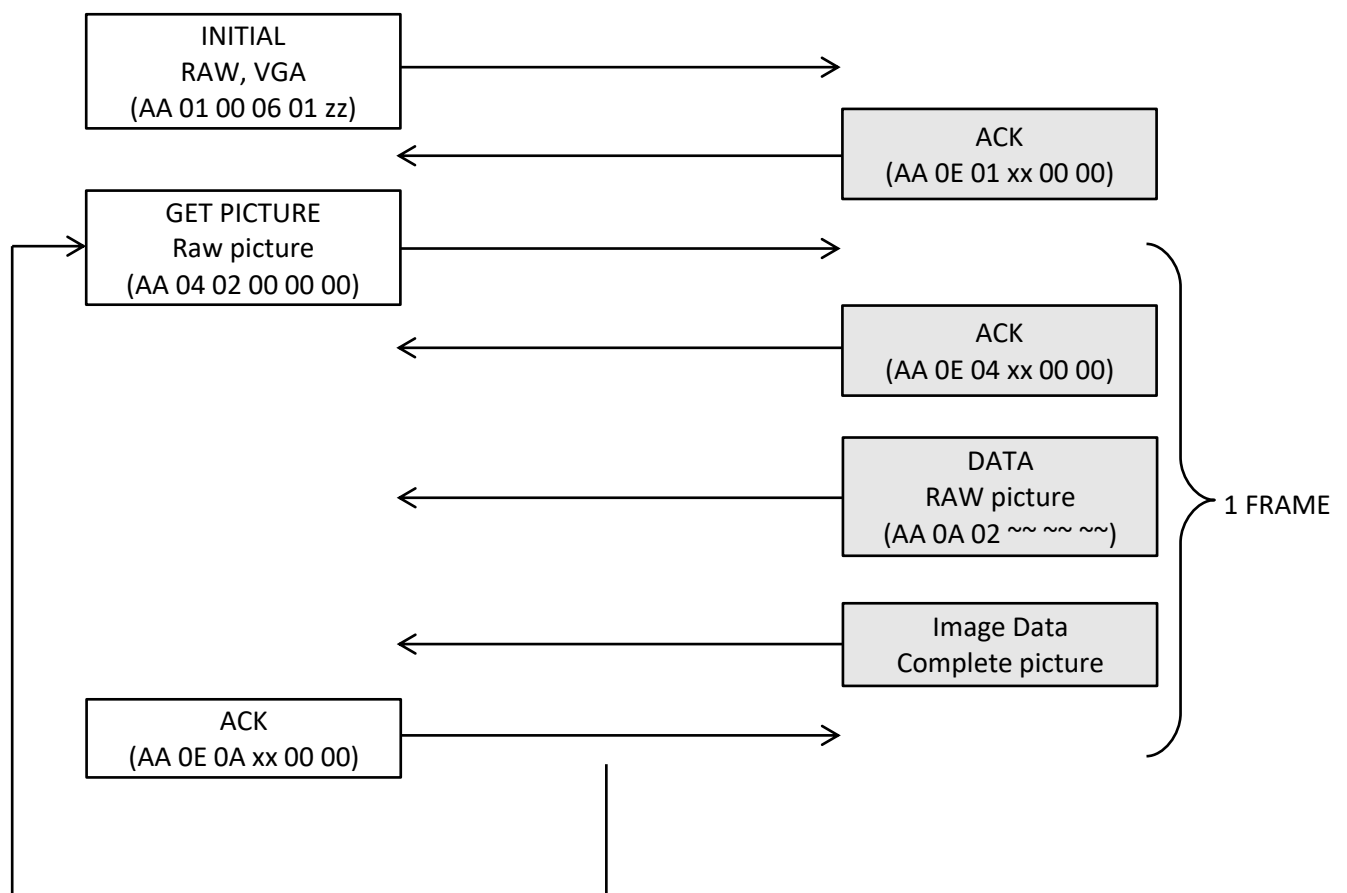 INITIAL
RAW, VGA
(AA 01 00 06 01 zz)
ACK
(AA 0E 01 xx 00 00)
GET PICTURE
Raw picture
(AA 04 02 00 00 00)
ACK
(AA 0E 04 xx 00 00)
DATA
RAW picture
(AA 0A 02 ~~ ~~ ~~)
1 FRAME
Image Data
Complete picture
ACK
(AA 0E 0A xx 00 00)